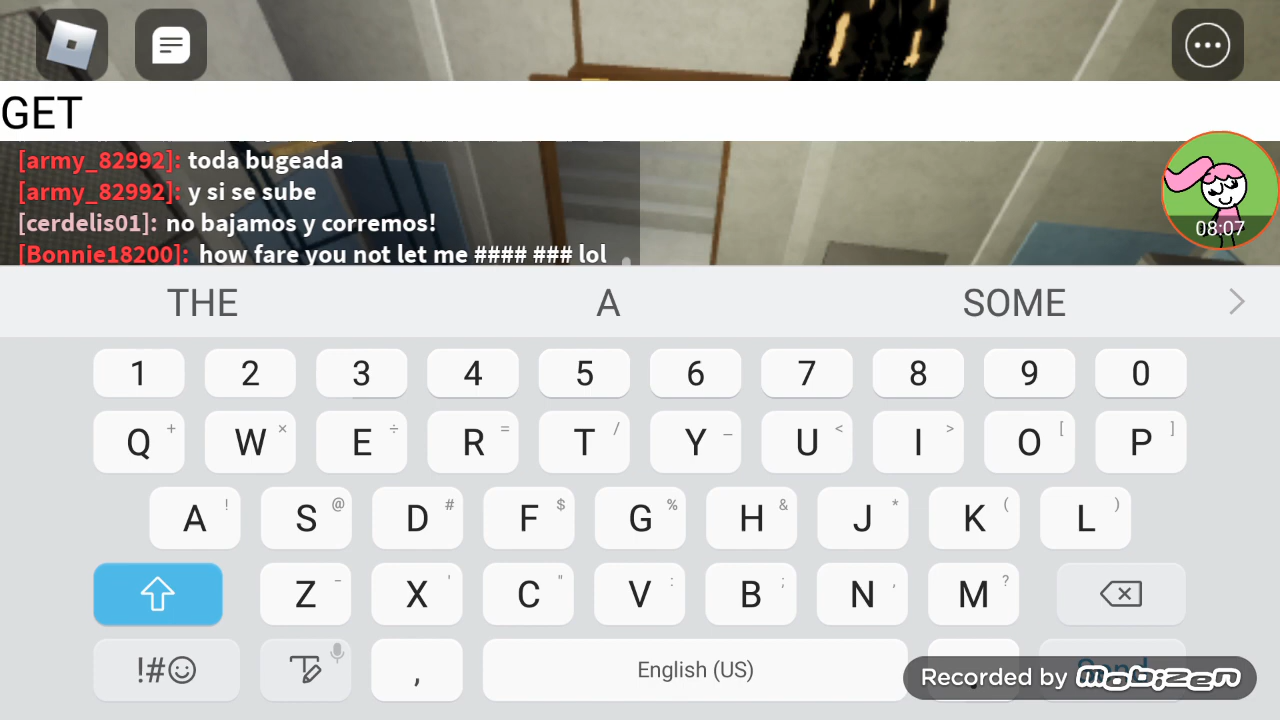 GET
[army_82992]: toda bugeada
[army_82992]: y si se sube
[cerdelis01]: no bajamos y corremos!
[Bonnie18200]: how fare you not let me #### ### lol
08:07
THE A SOME
1 2 3 4 5 6 7 8 9 0
Q + W × E ÷ R = T / Y _ U < I > O [ P ]
A ! S @ D # F $ G % H & J * K ( L )
Z - X ' C " V : B ; N , M ?
!#☺ T , English (US) Send
Recorded by mobizen